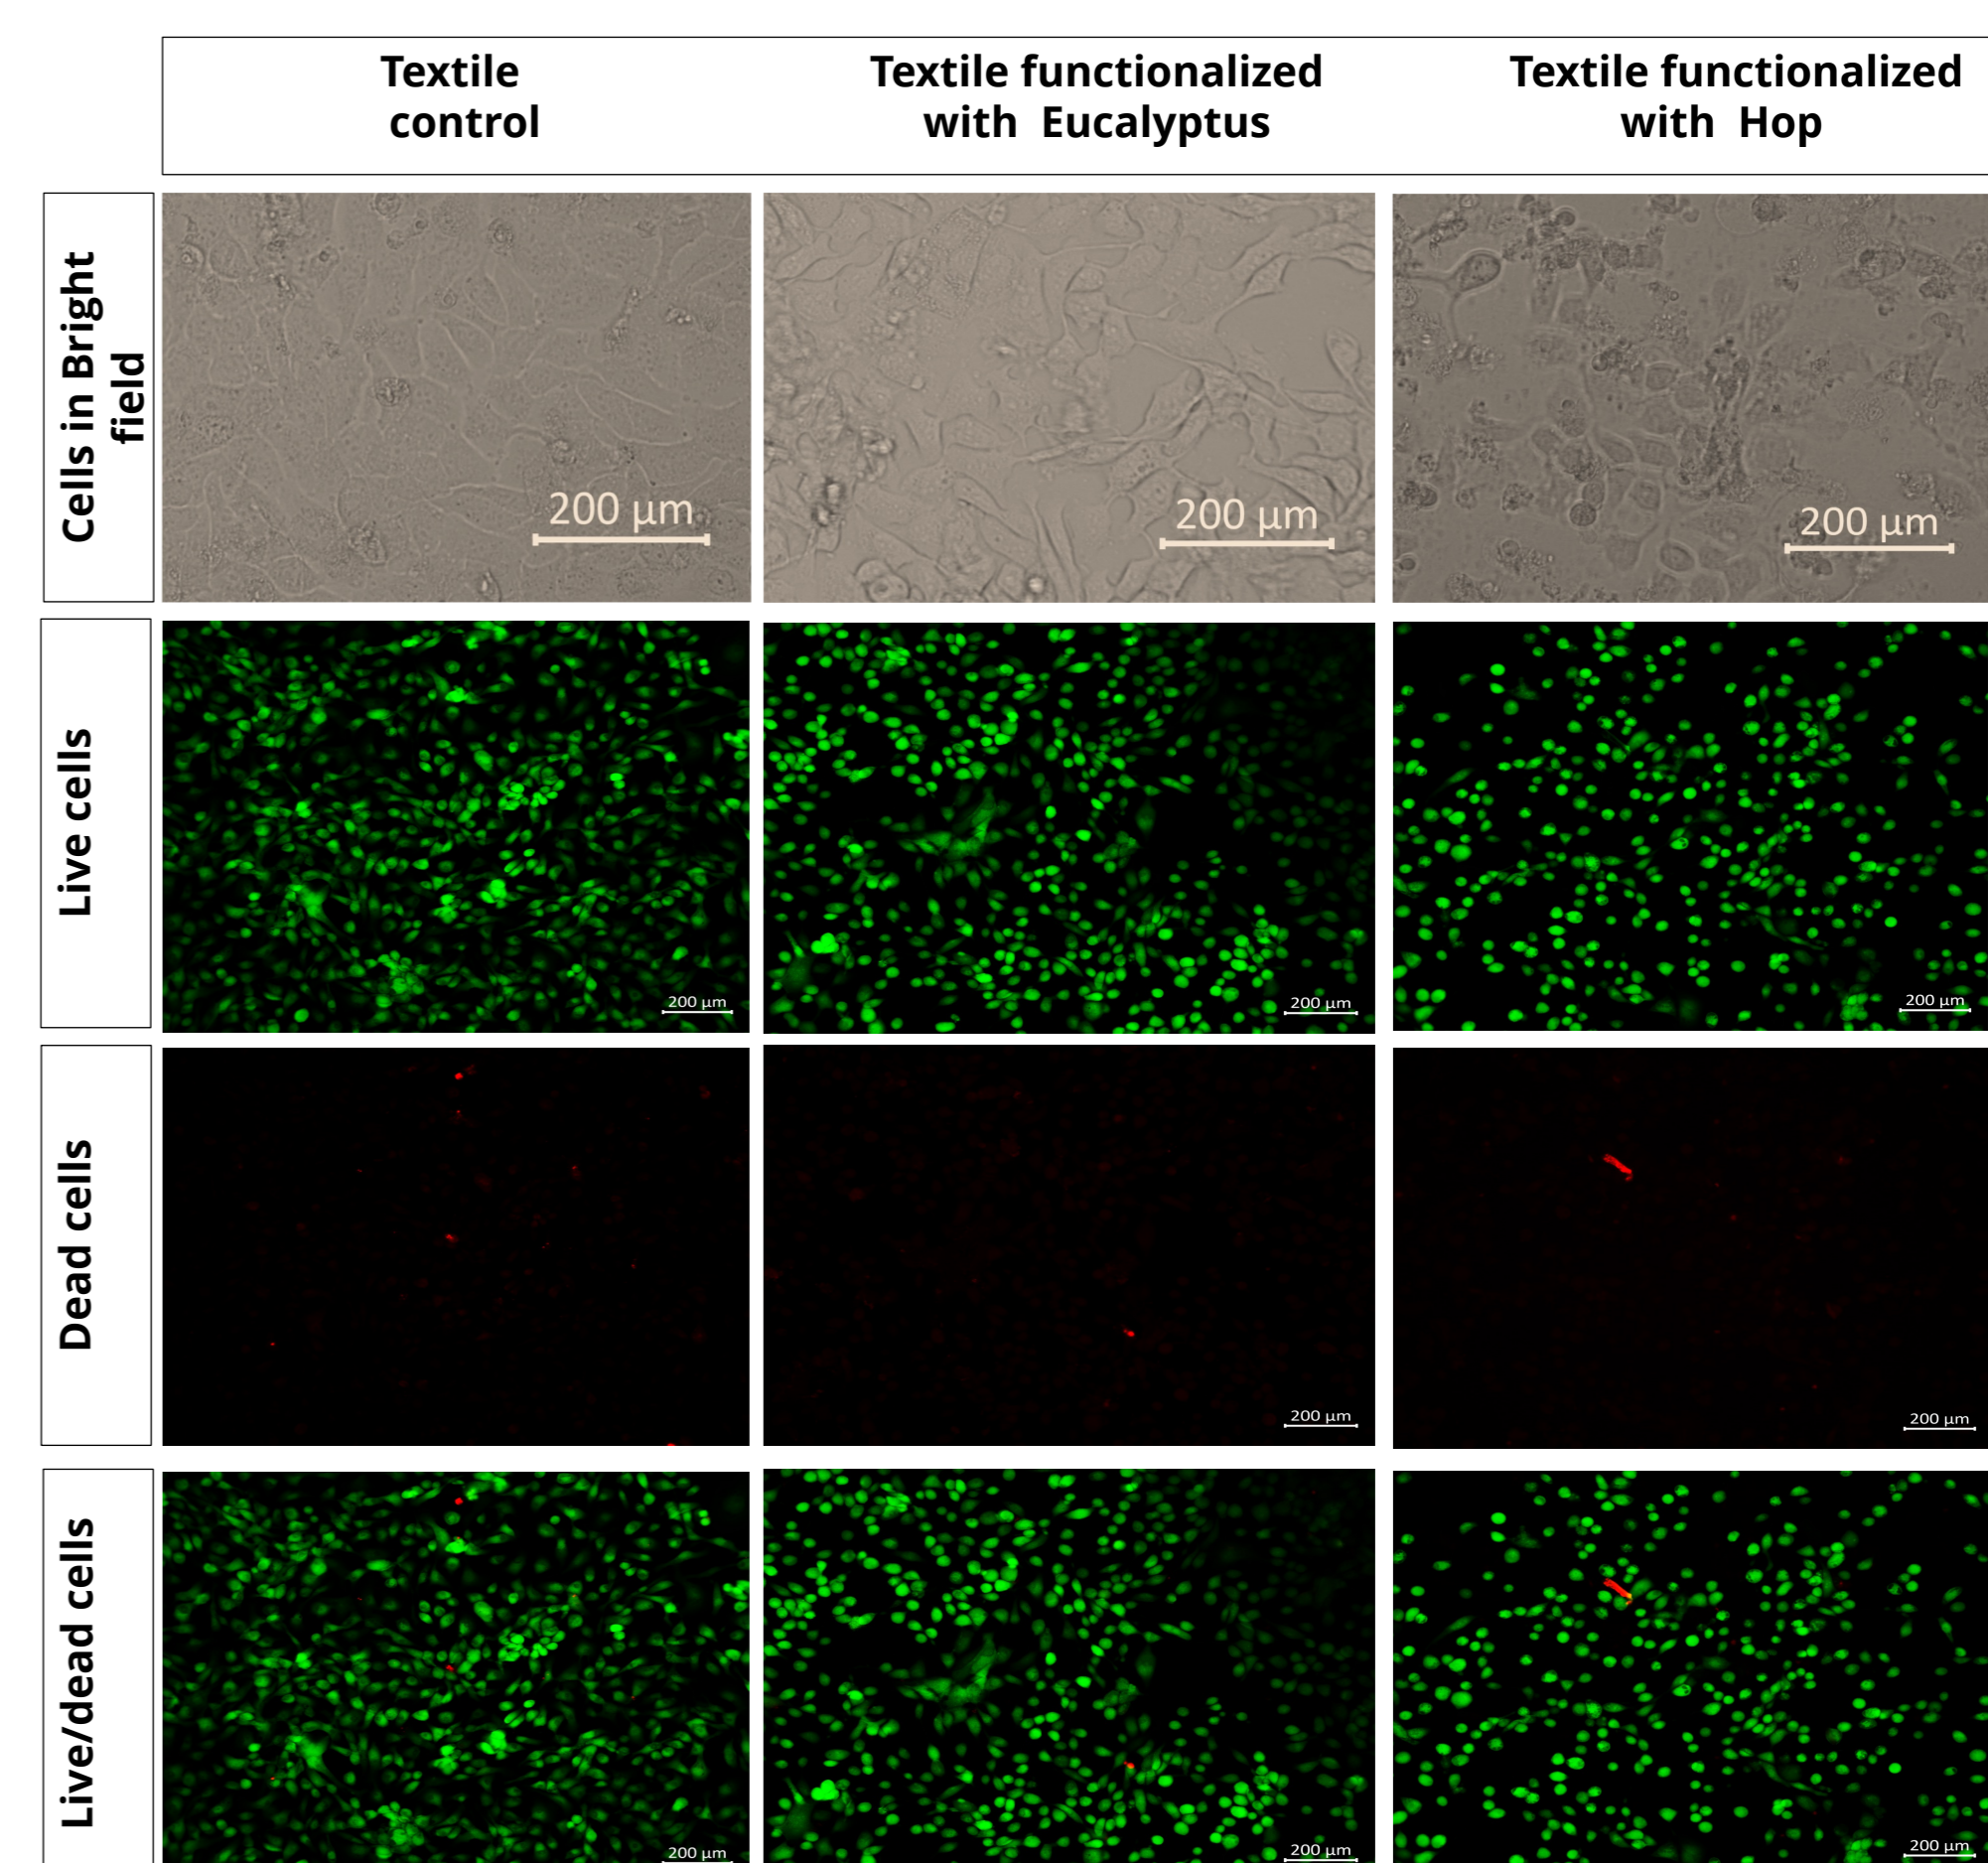 Textile
control
Textile functionalized
with Eucalyptus
Textile functionalized
with Hop
Cells in Bright
field
200 µm
200 µm
200 µm
Live cells
200 µm
200 µm
200 µm
Dead cells
200 µm
200 µm
Live/dead cells
200 µm
200 µm
200 µm